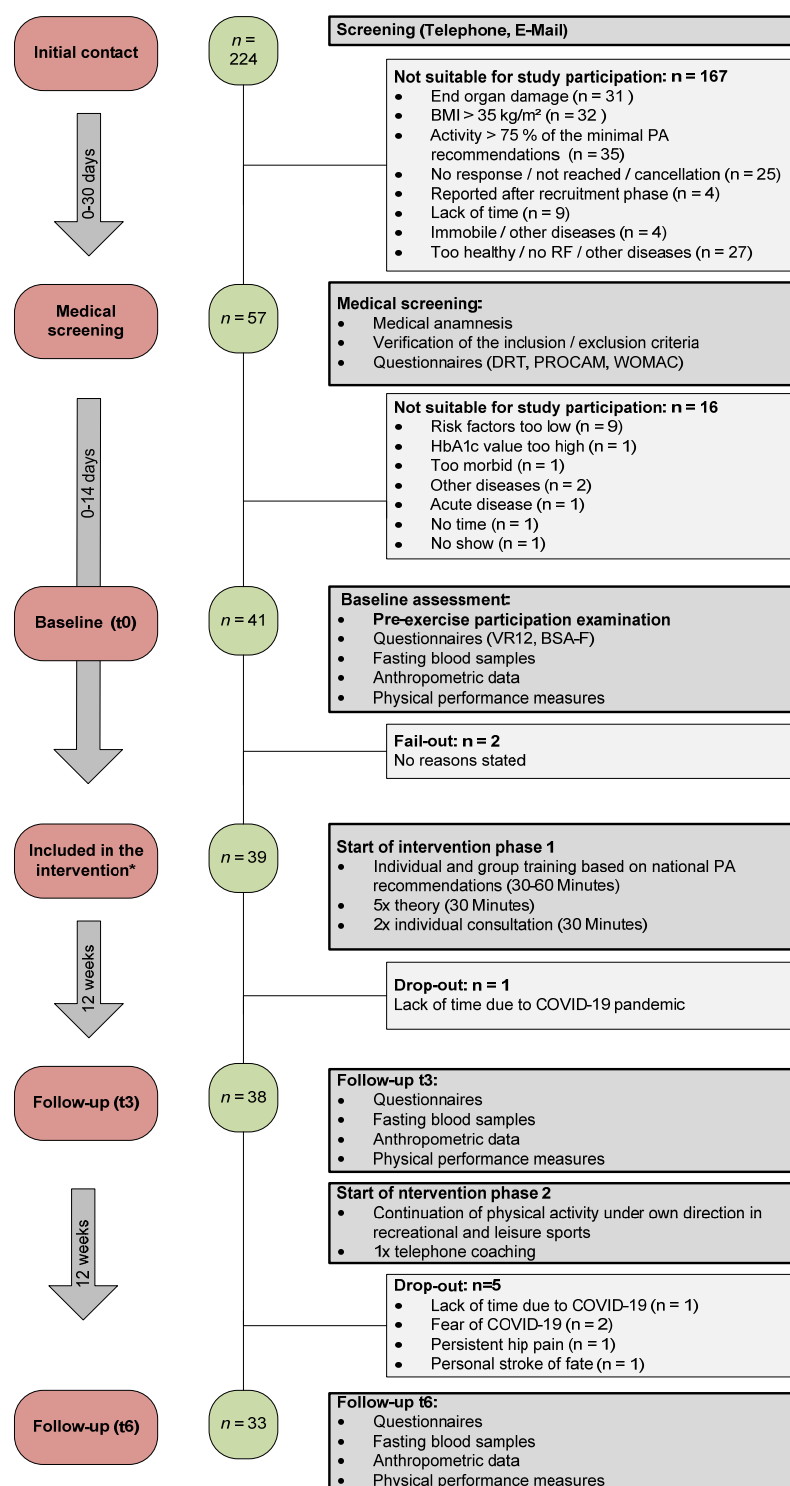 Initial contact
n =
224
Screening (Telephone, E-Mail)
Not suitable for study participation: n = 167
• End organ damage (n = 31 )
• BMI > 35 kg/m² (n = 32 )
• Activity > 75 % of the minimal PA
recommendations (n = 35)
• No response / not reached / cancellation (n = 25)
• Reported after recruitment phase (n = 4)
• Lack of time (n = 9)
• Immobile / other diseases (n = 4)
• Too healthy / no RF / other diseases (n = 27)
0-30 days
Medical
screening
n = 57
Medical screening:
• Medical anamnesis
• Verification of the inclusion / exclusion criteria
• Questionnaires (DRT, PROCAM, WOMAC)
Not suitable for study participation: n = 16
• Risk factors too low (n = 9)
• HbA1c value too high (n = 1)
• Too morbid (n = 1)
• Other diseases (n = 2)
• Acute disease (n = 1)
• No time (n = 1)
• No show (n = 1)
0-14 days
Baseline (t0)
n = 41
Baseline assessment:
• Pre-exercise participation examination
• Questionnaires (VR12, BSA-F)
• Fasting blood samples
• Anthropometric data
• Physical performance measures
Fail-out: n = 2
No reasons stated
Included in the
intervention*
n = 39
Start of intervention phase 1
• Individual and group training based on national PA
recommendations (30-60 Minutes)
• 5x theory (30 Minutes)
• 2x individual consultation (30 Minutes)
12 weeks
Drop-out: n = 1
Lack of time due to COVID-19 pandemic
Follow-up (t3)
n = 38
Follow-up t3:
• Questionnaires
• Fasting blood samples
• Anthropometric data
• Physical performance measures
Start of ntervention phase 2
• Continuation of physical activity under own direction in
recreational and leisure sports
• 1x telephone coaching
12 weeks
Drop-out: n=5
• Lack of time due to COVID-19 (n = 1)
• Fear of COVID-19 (n = 2)
• Persistent hip pain (n = 1)
• Personal stroke of fate (n = 1)
Follow-up (t6)
n = 33
Follow-up t6:
• Questionnaires
• Fasting blood samples
• Anthropometric data
• Physical performance measures